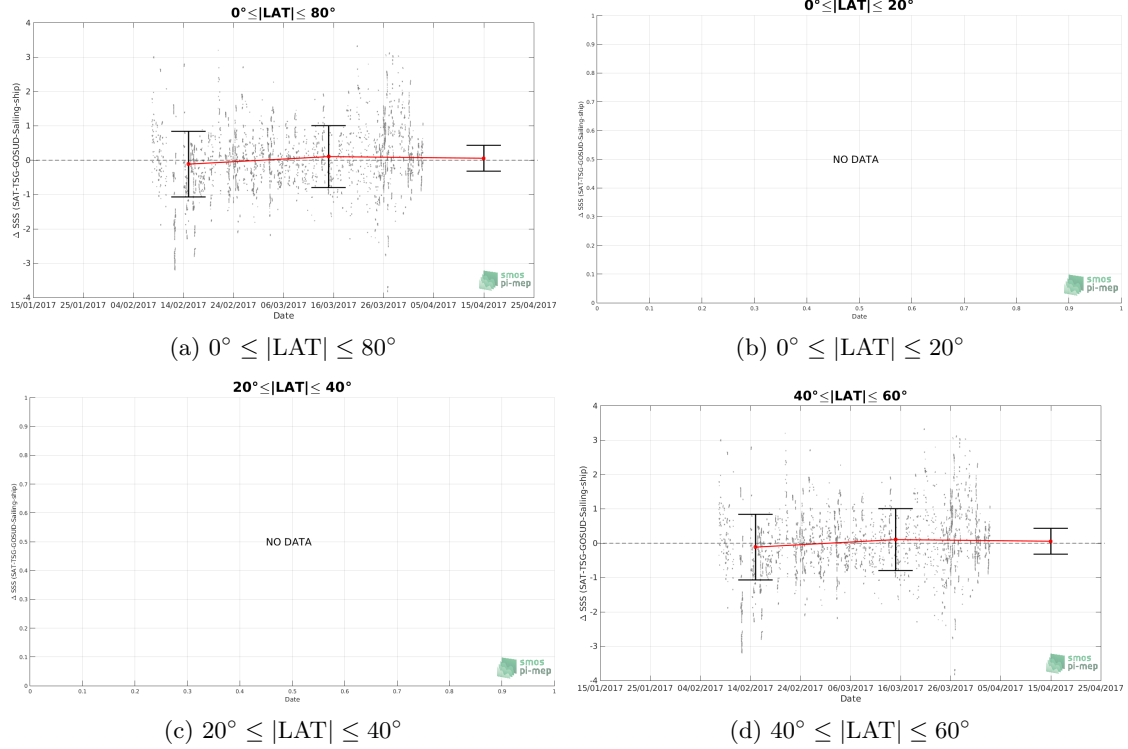 0°≤|LAT|≤ 80°
4
3
2
1
0
-1
-2
-3
-4
Δ SSS (SAT-TSG-GOSUD-Sailing-ship)
15/01/2017 25/01/2017 04/02/2017 14/02/2017 24/02/2017 06/03/2017 16/03/2017 26/03/2017 05/04/2017 15/04/2017 25/04/2017
Date
smos
pi-mep
(a) 0° ≤ |LAT| ≤ 80°
0°≤|LAT|≤ 20°
1
0.9
0.8
0.7
0.6
0.5
0.4
0.3
0.2
0.1
0
Δ SSS (SAT-TSG-GOSUD-Sailing-ship)
NO DATA
0 0.1 0.2 0.3 0.4 0.5 0.6 0.7 0.8 0.9 1
Date
smos
pi-mep
(b) 0° ≤ |LAT| ≤ 20°
20°≤|LAT|≤ 40°
1
0.9
0.8
0.7
0.6
0.5
0.4
0.3
0.2
0.1
0
Δ SSS (SAT-TSG-GOSUD-Sailing-ship)
NO DATA
0 0.1 0.2 0.3 0.4 0.5 0.6 0.7 0.8 0.9 1
Date
smos
pi-mep
(c) 20° ≤ |LAT| ≤ 40°
40°≤|LAT|≤ 60°
4
3
2
1
0
-1
-2
-3
-4
Δ SSS (SAT-TSG-GOSUD-Sailing-ship)
15/01/2017 25/01/2017 04/02/2017 14/02/2017 24/02/2017 06/03/2017 16/03/2017 26/03/2017 05/04/2017 15/04/2017 25/04/2017
Date
smos
pi-mep
(d) 40° ≤ |LAT| ≤ 60°